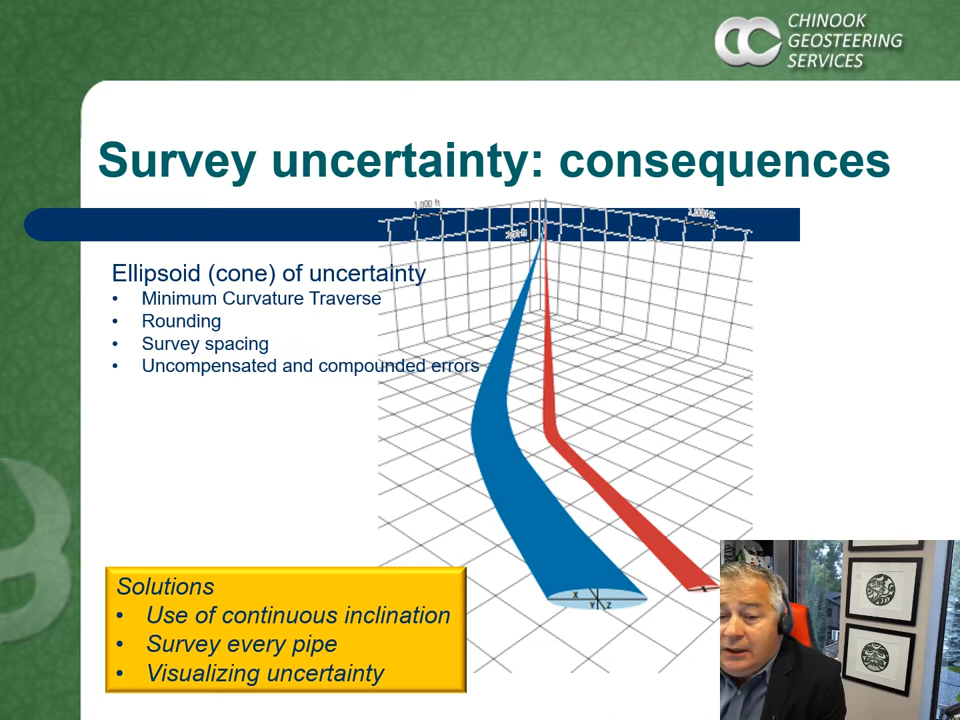 CHINOOK
GEOSTEERING
SERVICES
Survey uncertainty: consequences
1,000 ft
Ellipsoid (cone) of uncertainty
• Minimum Curvature Traverse
• Rounding
• Survey spacing
• Uncompensated and compounded errors
X
Y Z
Solutions
• Use of continuous inclination
• Survey every pipe
• Visualizing uncertainty